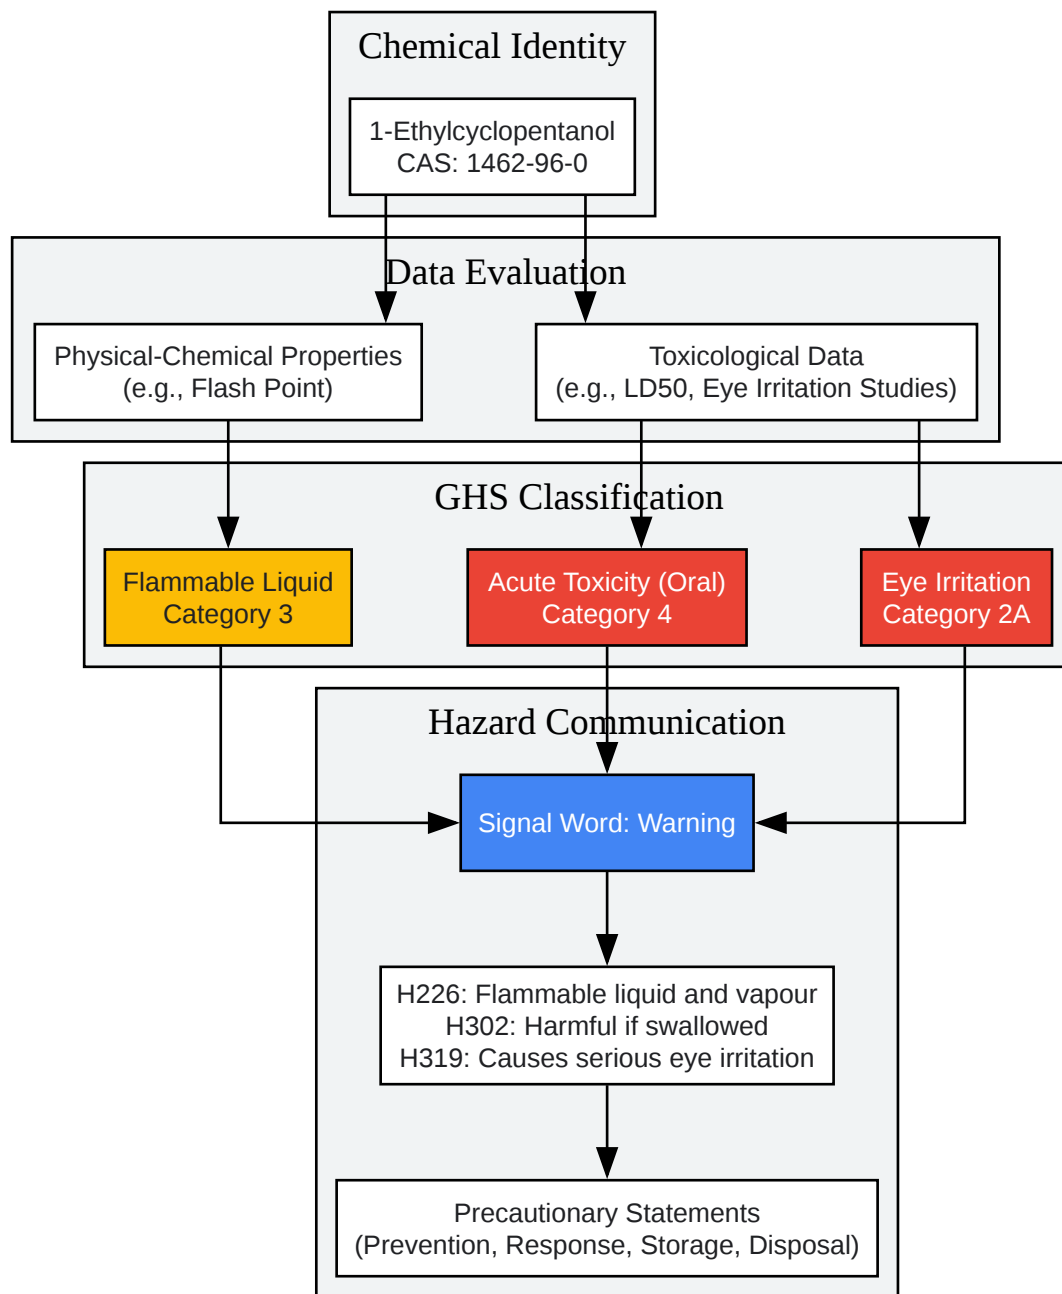 Chemical Identity
1-Ethylcyclopentanol
CAS: 1462-96-0
Data Evaluation
Physical-Chemical Properties
(e.g., Flash Point)
Toxicological Data
(e.g., LD50, Eye Irritation Studies)
GHS Classification
Flammable Liquid
Category 3
Acute Toxicity (Oral)
Category 4
Eye Irritation
Category 2A
Hazard Communication
Signal Word: Warning
H226: Flammable liquid and vapour
H302: Harmful if swallowed
H319: Causes serious eye irritation
Precautionary Statements
(Prevention, Response, Storage, Disposal)